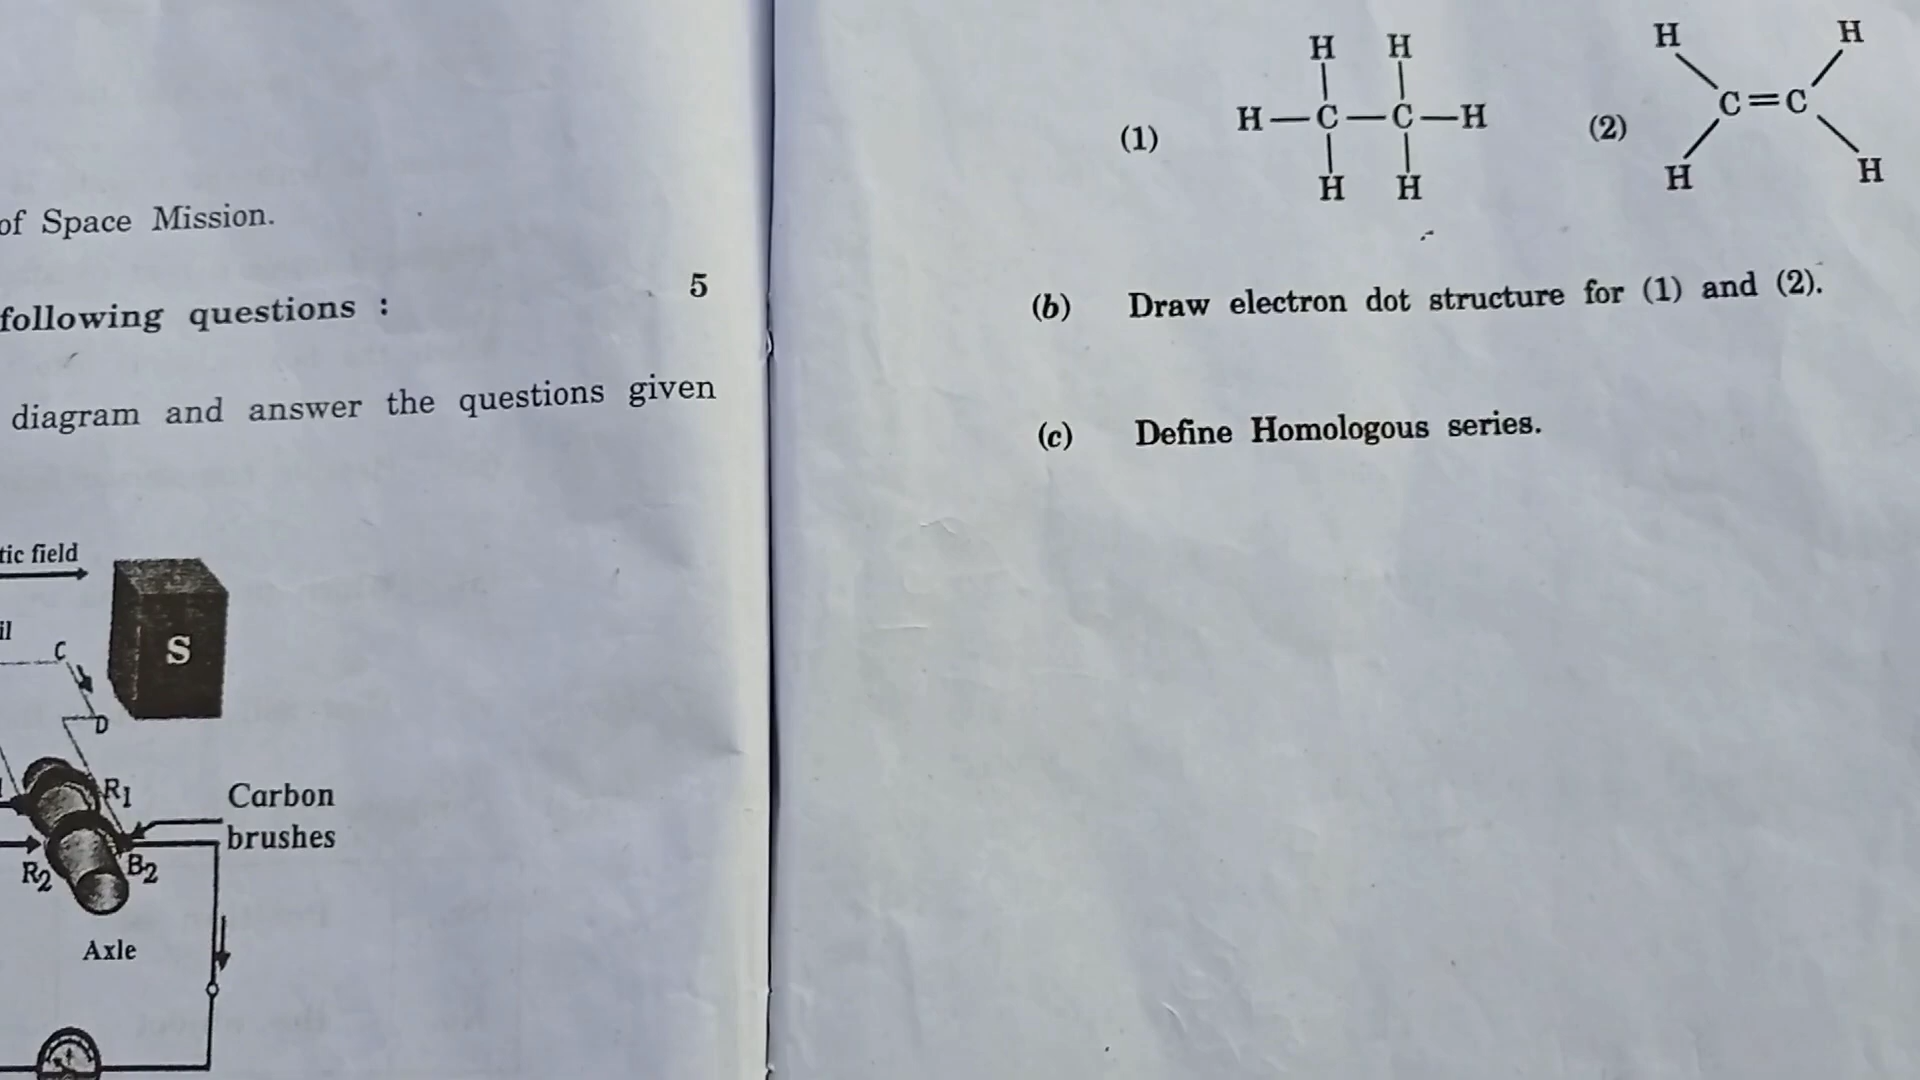 of Space Mission.
5
following questions :
diagram and answer the questions given
tic field
il
S
C
D
R1
Carbon
brushes
R2
B2
Axle
H H
(1) H—C—C—H
H H
H H
(2) C=C
H H
(b) Draw electron dot structure for (1) and (2).
(c) Define Homologous series.